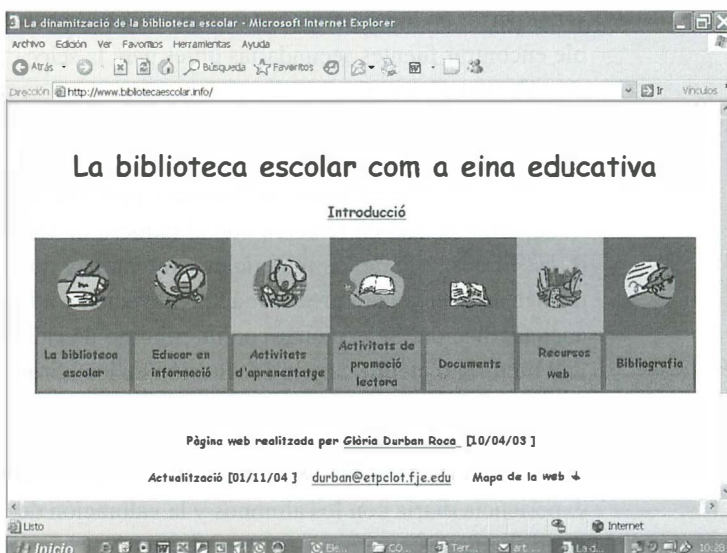 La dinamització de la biblioteca escolar - Microsoft Internet Explorer
Archivo Edición Ver Favoritos Herramientas Ayuda
Atrás Búsqueda Favoritos
Dirección http://www.bibliotecaescolar.info/ Ir Vínculos
La biblioteca escolar com a eina educativa
Introducció
La biblioteca escolar
Educar en informació
Activitats d'aprenentatge
Activitats de promoció lectora
Documents
Recursos web
Bibliografia
Pàgina web realitzada per Glòria Durban Roca [10/04/03 ]
Actualització [01/11/04 ] durban@etpclot.fje.edu Mapa de la web
Listo Internet
Inicio